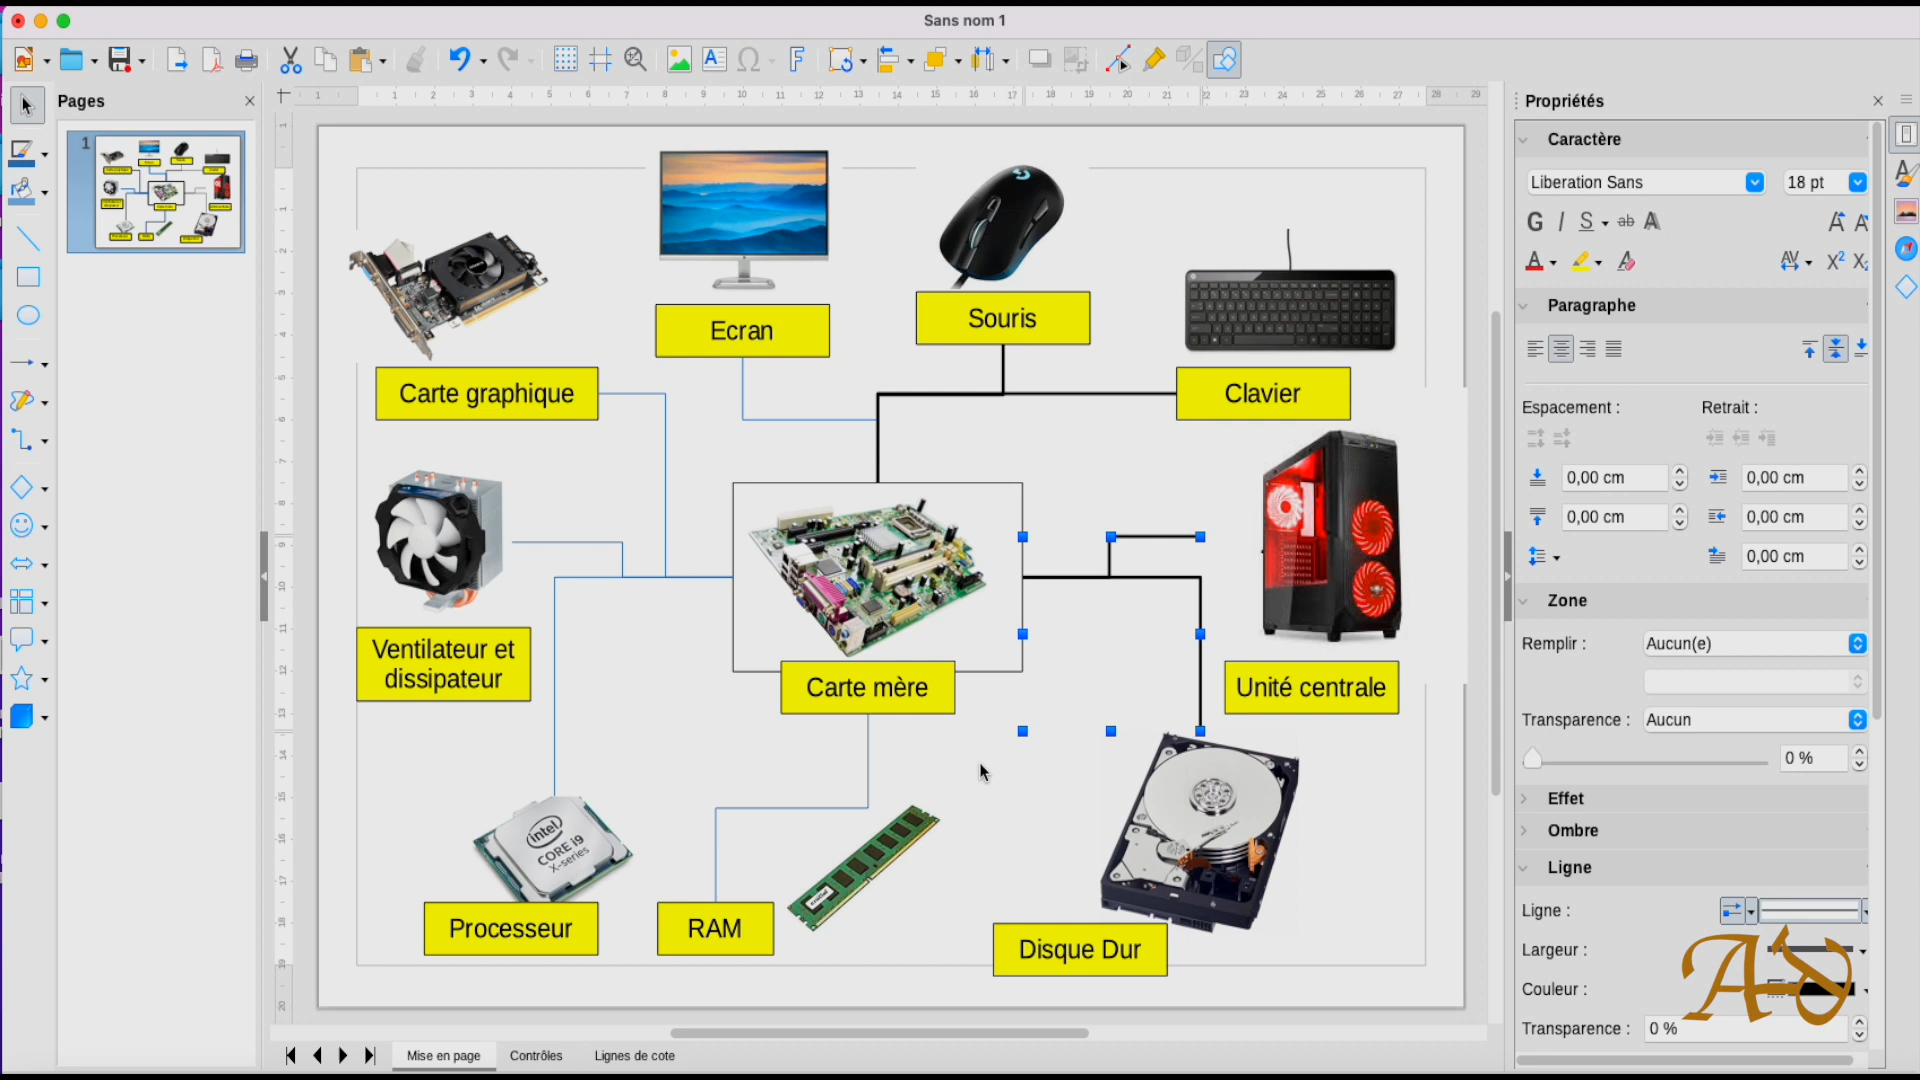 Sans nom 1
Pages
1
Propriétés
Caractère
Liberation Sans
18 pt
Paragraphe
Espacement :
Retrait :
0,00 cm
0,00 cm
0,00 cm
0,00 cm
0,00 cm
Zone
Remplir :
Aucun(e)
Transparence :
Aucun
0 %
Effet
Ombre
Ligne
Ligne :
Largeur :
Couleur :
Transparence :
0 %
Ecran
Souris
Carte graphique
Clavier
Ventilateur et
dissipateur
Carte mère
Unité centrale
intel
CORE i9
X-series
Processeur
RAM
Disque Dur
Mise en page
Contrôles
Lignes de cote